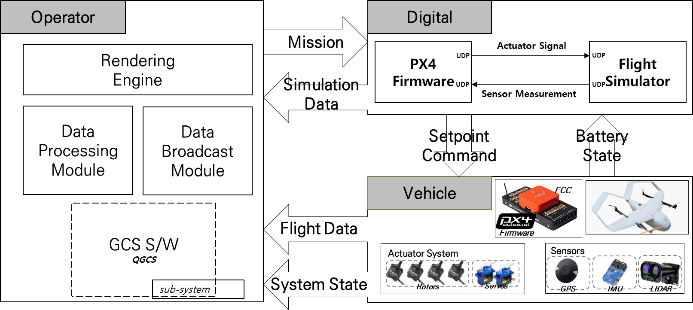 Operator
Rendering
Engine
Data
Processing
Module
Data
Broadcast
Module
GCS S/W
QGCS
sub-system
Mission
Simulation
Data
Flight Data
System State
Digital
PX4
Firmware
UDP
UDP
Actuator Signal
Sensor Measurement
UDP
UDP
Flight
Simulator
Setpoint
Command
Battery
State
Vehicle
FCC
PX4
Firmware
Actuator System
Rotors
Servos
Sensors
GPS
IMU
LIDAR